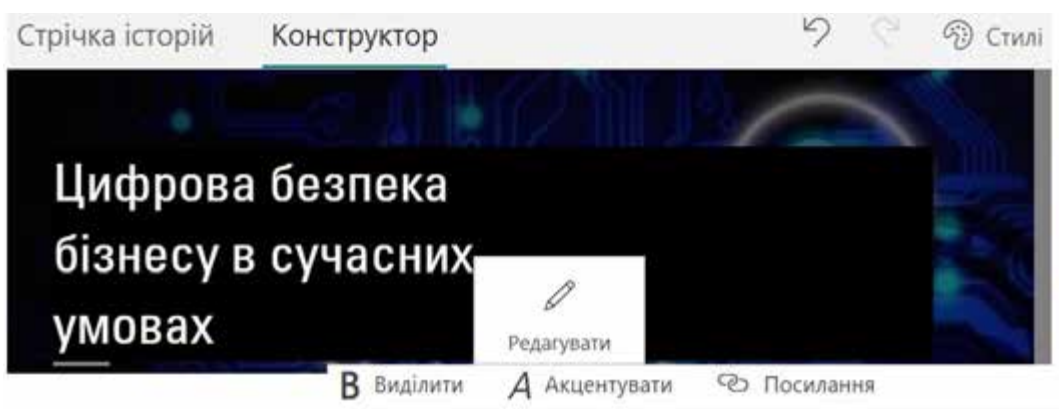 Стрічка історій Конструктор Стилі
Цифрова безпека
бізнесу в сучасних
умовах
Редагувати
B Виділити A Акцентувати Посилання